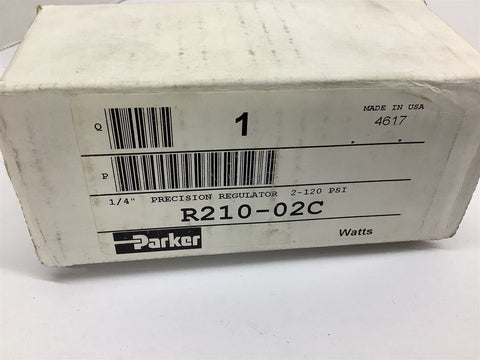 Q 1 MADE IN USA
4617
P
1/4" PRECISION REGULATOR 2-120 PSI
R210-02C
Parker Watts